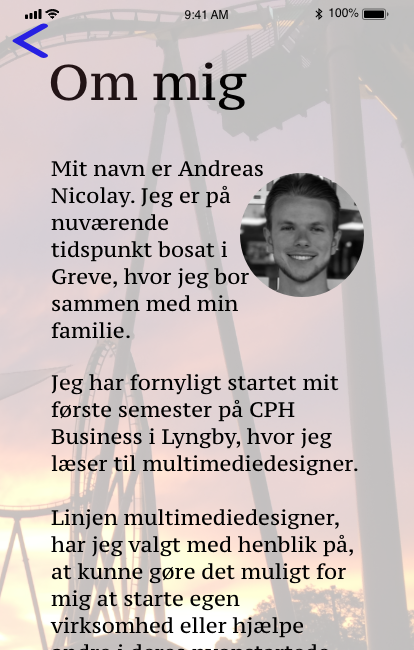 9:41 AM 100%
Om mig
Mit navn er Andreas
Nicolay. Jeg er på
nuværende
tidspunkt bosat i
Greve, hvor jeg bor
sammen med min
familie.
Jeg har fornyligt startet mit
første semester på CPH
Business i Lyngby, hvor jeg
læser til multimediedesigner.
Linjen multimediedesigner,
har jeg valgt med henblik på,
at kunne gøre det muligt for
mig at starte egen
virksomhed eller hjælpe
andre i deres nyopstartede